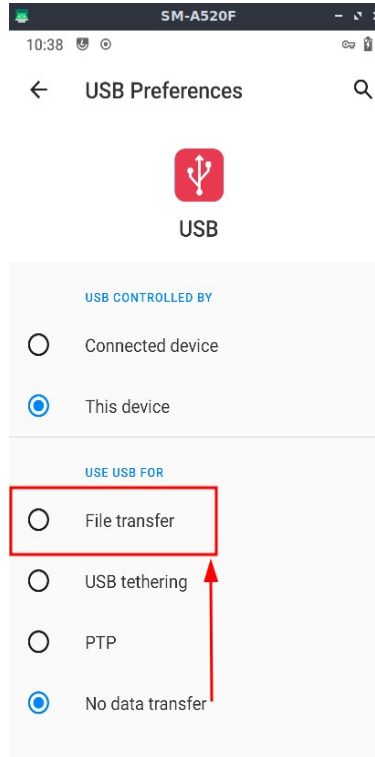 SM-A520F
10:38
USB Preferences
USB
USB CONTROLLED BY
Connected device
This device
USE USB FOR
File transfer
USB tethering
PTP
No data transfer